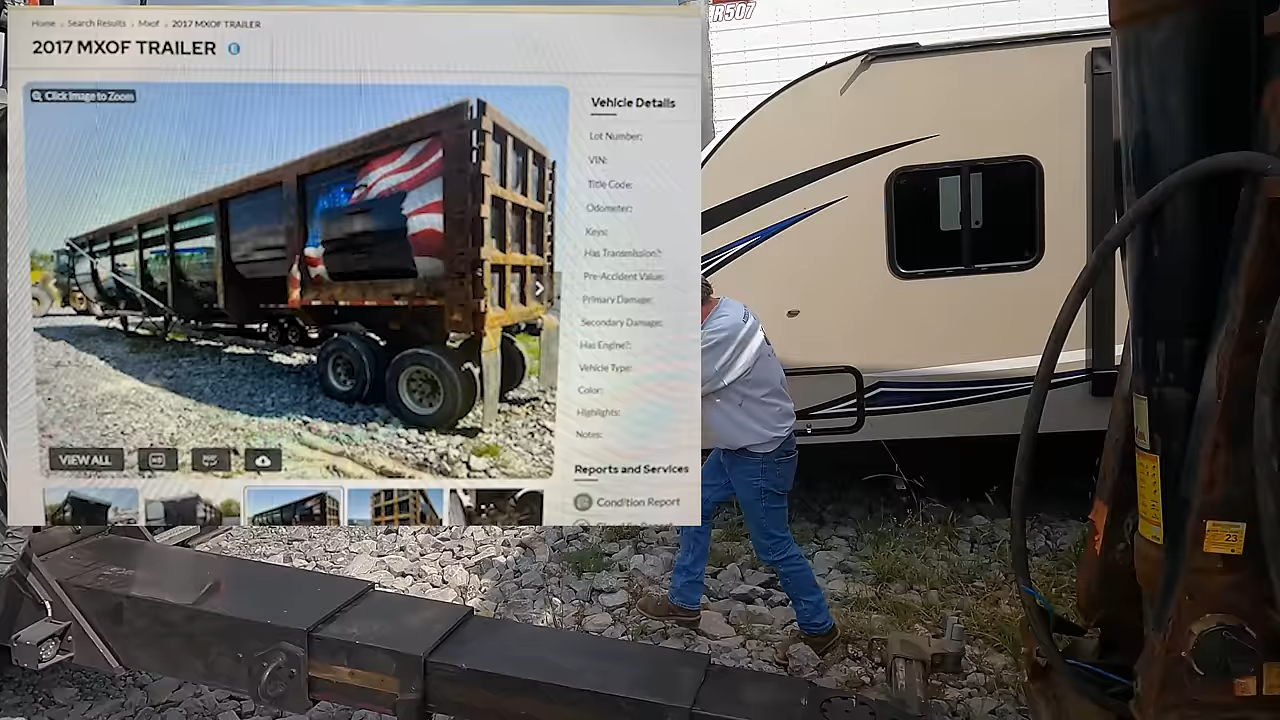 Home › Search Results › Mxof › 2017 MXOF TRAILER
2017 MXOF TRAILER
Click Image to Zoom
Vehicle Details
Lot Number:
VIN:
Title Code:
Odometer:
Keys:
Has Transmission?:
Pre-Accident Value:
Primary Damage:
Secondary Damage:
Has Engine?:
Vehicle Type:
Color:
Highlights:
Notes:
VIEW ALL
HD
Reports and Services
Condition Report
R507
23